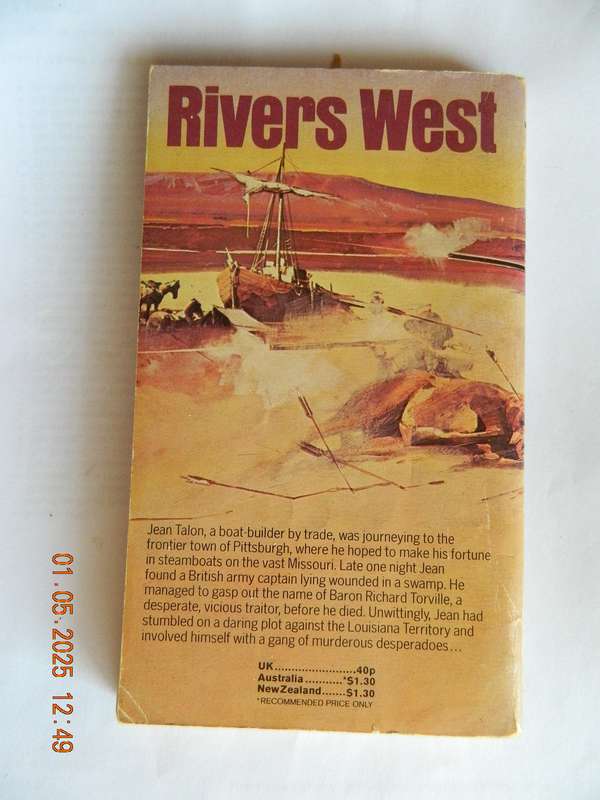 Rivers West
Jean Talon, a boat-builder by trade, was journeying to the
frontier town of Pittsburgh, where he hoped to make his fortune
in steamboats on the vast Missouri. Late one night Jean
found a British army captain lying wounded in a swamp. He
managed to gasp out the name of Baron Richard Torville, a
desperate, vicious traitor, before he died. Unwittingly, Jean had
stumbled on a daring plot against the Louisiana Territory and
involved himself with a gang of murderous desperadoes...
UK........................40p
Australia ...........*$1.30
New Zealand.......$1.30
*RECOMMENDED PRICE ONLY
01.05.2025 12:49